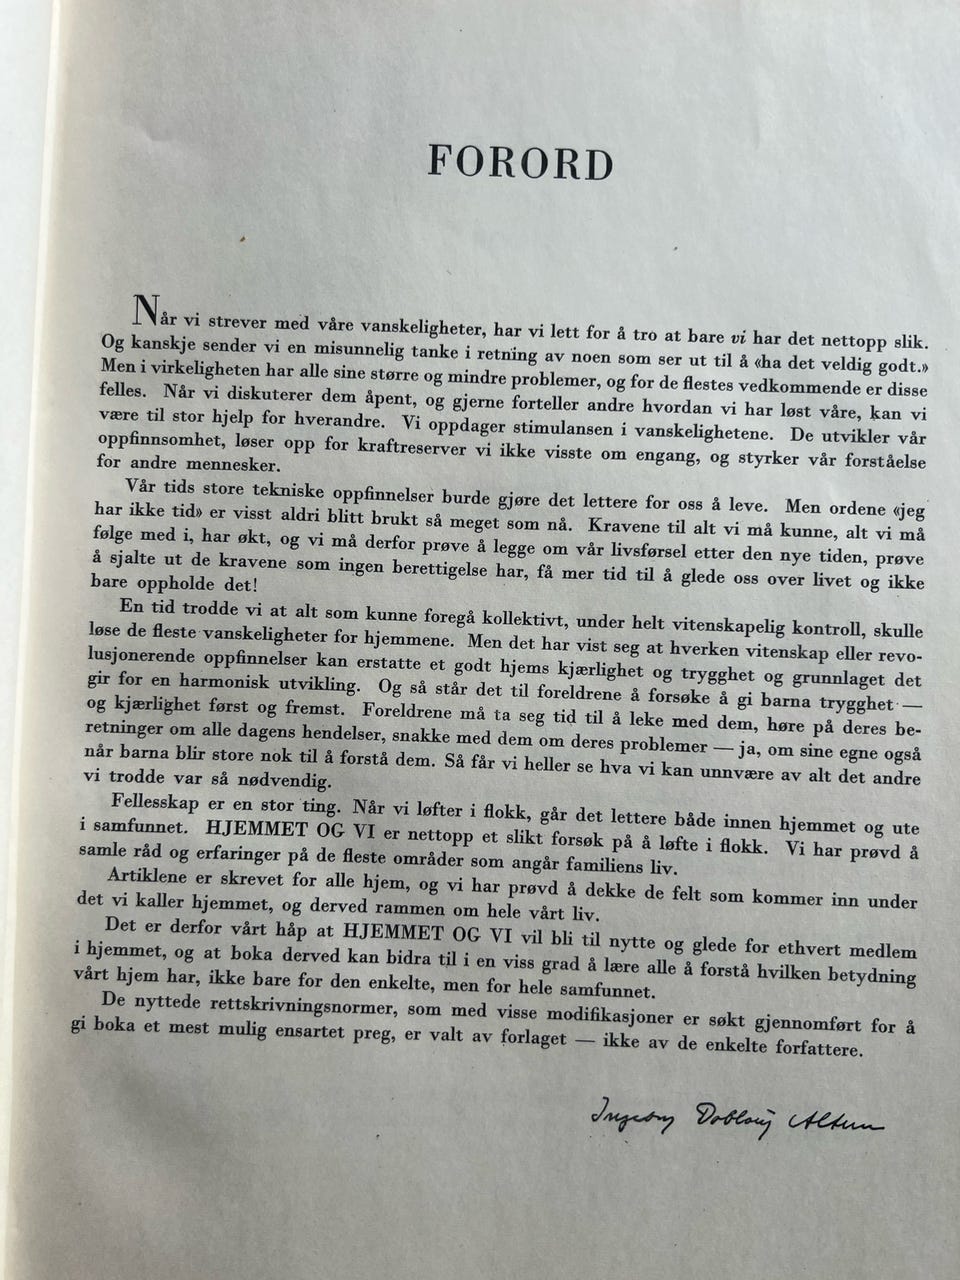 FORORD
Når vi strever med våre vanskeligheter, har vi lett for å tro at bare vi har det nettopp slik.
Og kanskje sender vi en misunnelig tanke i retning av noen som ser ut til å «ha det veldig godt.»
Men i virkeligheten har alle sine større og mindre problemer, og for de flestes vedkommende er disse
felles. Når vi diskuterer dem åpent, og gjerne forteller andre hvordan vi har løst våre, kan vi
være til stor hjelp for hverandre. Vi oppdager stimulansen i vanskelighetene. De utvikler vår
oppfinnsomhet, løser opp for kraftreserver vi ikke visste om engang, og styrker vår forståelse
for andre mennesker.
Vår tids store tekniske oppfinnelser burde gjøre det lettere for oss å leve. Men ordene «jeg
har ikke tid» er visst aldri blitt brukt så meget som nå. Kravene til alt vi må kunne, alt vi må
følge med i, har økt, og vi må derfor prøve å legge om vår livsførsel etter den nye tiden, prøve
å sjalte ut de kravene som ingen berettigelse har, få mer tid til å glede oss over livet og ikke
bare oppholde det!
En tid trodde vi at alt som kunne foregå kollektivt, under helt vitenskapelig kontroll, skulle
løse de fleste vanskeligheter for hjemmene. Men det har vist seg at hverken vitenskap eller revo-
lusjonerende oppfinnelser kan erstatte et godt hjems kjærlighet og trygghet og grunnlaget det
gir for en harmonisk utvikling. Og så står det til foreldrene å forsøke å gi barna trygghet —
og kjærlighet først og fremst. Foreldrene må ta seg tid til å leke med dem, høre på deres be-
retninger om alle dagens hendelser, snakke med dem om deres problemer — ja, om sine egne også
når barna blir store nok til å forstå dem. Så får vi heller se hva vi kan unnvære av alt det andre
vi trodde var så nødvendig.
Fellesskap er en stor ting. Når vi løfter i flokk, går det lettere både innen hjemmet og ute
i samfunnet. HJEMMET OG VI er nettopp et slikt forsøk på å løfte i flokk. Vi har prøvd å
samle råd og erfaringer på de fleste områder som angår familiens liv.
Artiklene er skrevet for alle hjem, og vi har prøvd å dekke de felt som kommer inn under
det vi kaller hjemmet, og derved rammen om hele vårt liv.
Det er derfor vårt håp at HJEMMET OG VI vil bli til nytte og glede for ethvert medlem
i hjemmet, og at boka derved kan bidra til i en viss grad å lære alle å forstå hvilken betydning
vårt hjem har, ikke bare for den enkelte, men for hele samfunnet.
De nyttede rettskrivningsnormer, som med visse modifikasjoner er søkt gjennomført for å
gi boka et mest mulig ensartet preg, er valt av forlaget — ikke av de enkelte forfattere.